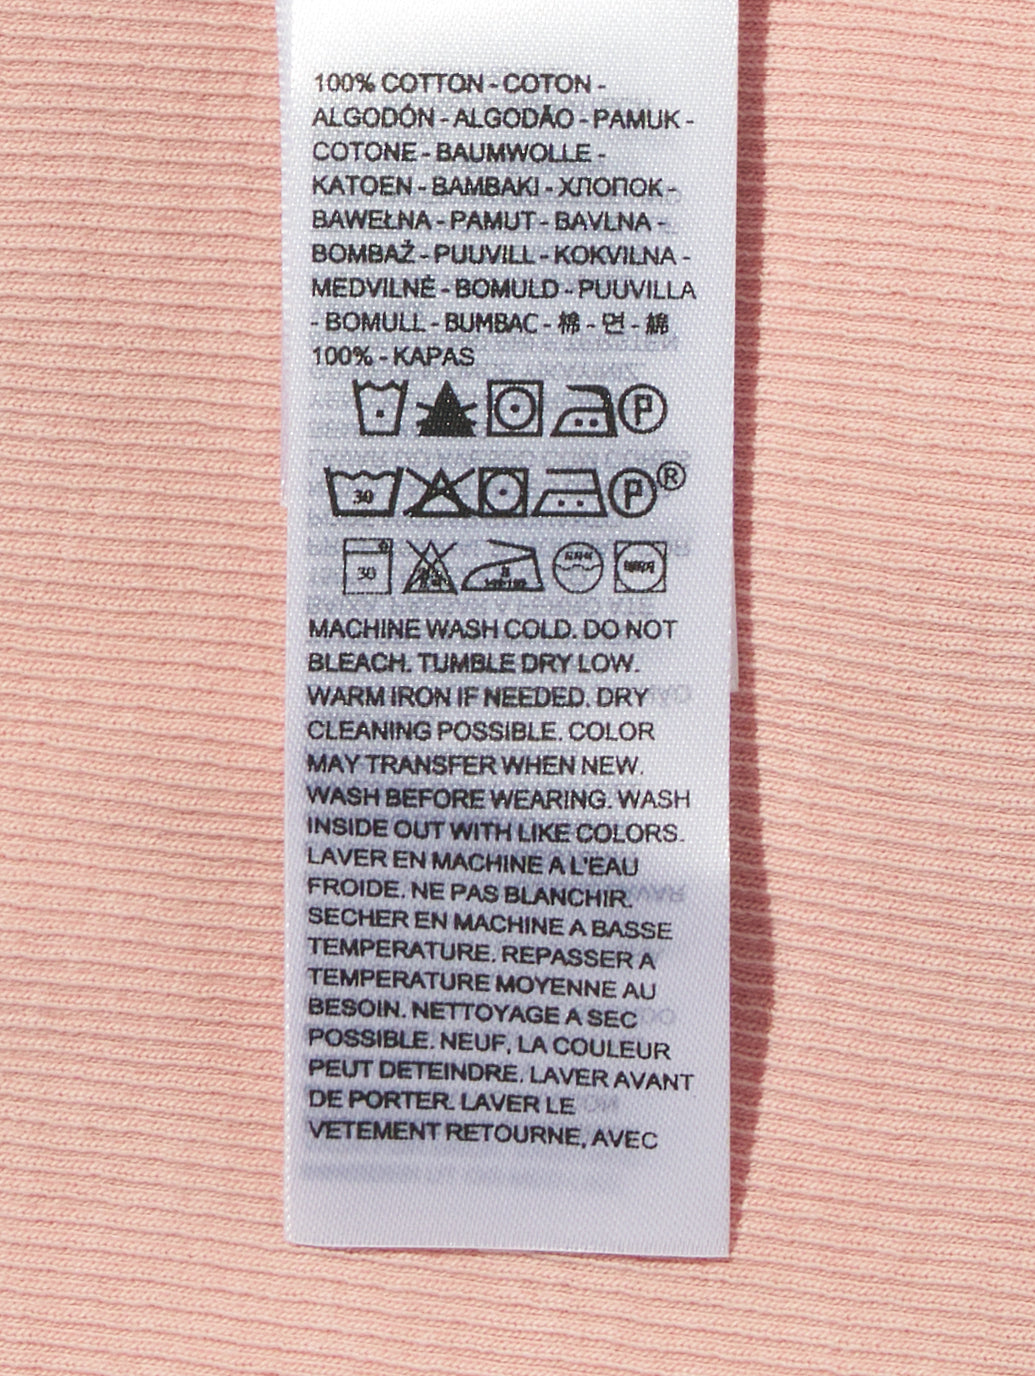 100% COTTON - COTON -
ALGODÓN - ALGODÃO - PAMUK -
COTONE - BAUMWOLLE -
KATOEN - BAMBAKI - ХЛОПОК -
BAWEŁNA - PAMUT - BAVLNA -
BOMBAŽ - PUUVILL - KOKVILNA -
MEDVILNĖ - BOMULD - PUUVILLA
- BOMULL - BUMBAC - 棉 - 면 - 綿
100% - KAPAS
P
30 P®
30
MACHINE WASH COLD. DO NOT
BLEACH. TUMBLE DRY LOW.
WARM IRON IF NEEDED. DRY
CLEANING POSSIBLE. COLOR
MAY TRANSFER WHEN NEW.
WASH BEFORE WEARING. WASH
INSIDE OUT WITH LIKE COLORS.
LAVER EN MACHINE A L'EAU
FROIDE. NE PAS BLANCHIR.
SECHER EN MACHINE A BASSE
TEMPERATURE. REPASSER A
TEMPERATURE MOYENNE AU
BESOIN. NETTOYAGE A SEC
POSSIBLE. NEUF, LA COULEUR
PEUT DETEINDRE. LAVER AVANT
DE PORTER. LAVER LE
VETEMENT RETOURNE, AVEC